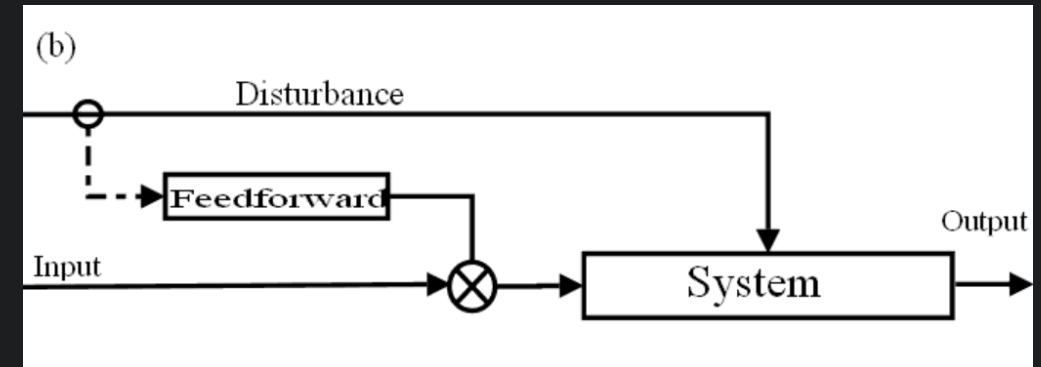 (b)
Disturbance
Feedforward
Output
Input
System